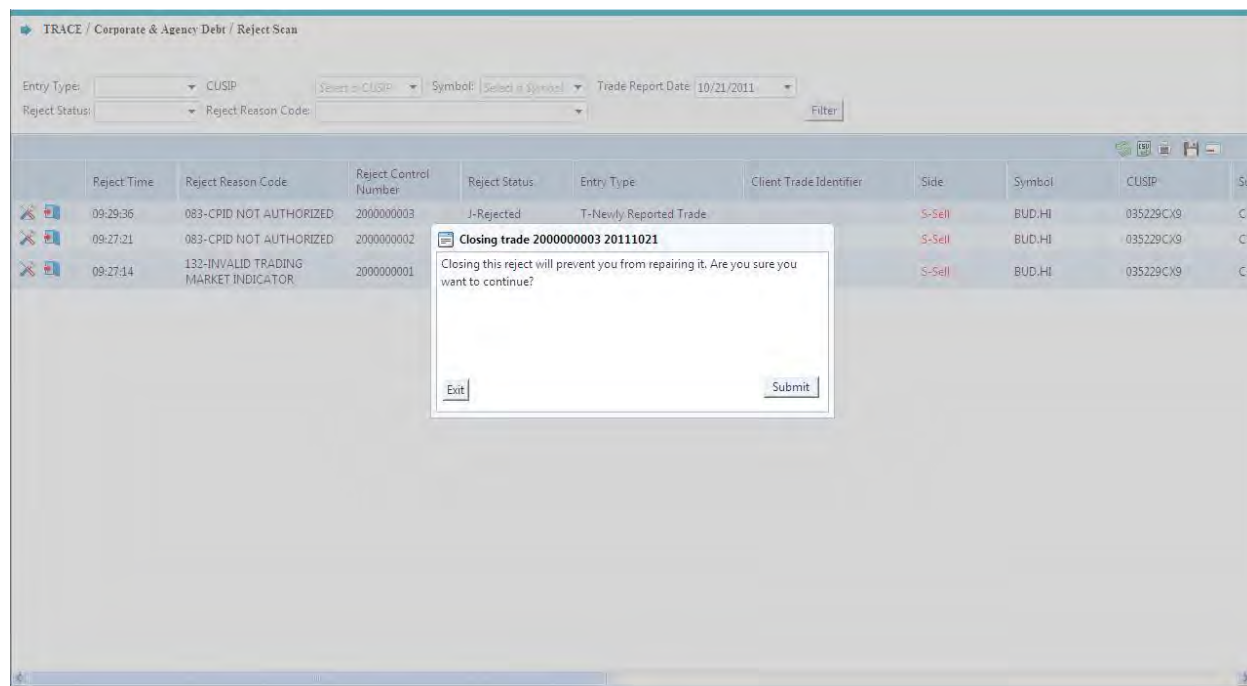 TRACE / Corporate & Agency Debt / Reject Scan
Entry Type: CUSIP Select a CUSIP Symbol: Select a Symbol Trade Report Date: 10/21/2011
Reject Status: Reject Reason Code: Filter
Reject Time Reject Reason Code Reject Control Number Reject Status Entry Type Client Trade Identifier Side Symbol CUSIP
09:29:36 083-CPID NOT AUTHORIZED 2000000003 J-Rejected T-Newly Reported Trade S-Sell BUD.HI 035229CX9 C
09:27:21 083-CPID NOT AUTHORIZED 2000000002 S-Sell BUD.HI 035229CX9 C
09:27:14 132-INVALID TRADING MARKET INDICATOR 2000000001 S-Sell BUD.HI 035229CX9 C
Closing trade 2000000003 20111021
Closing this reject will prevent you from repairing it. Are you sure you
want to continue?
Exit Submit